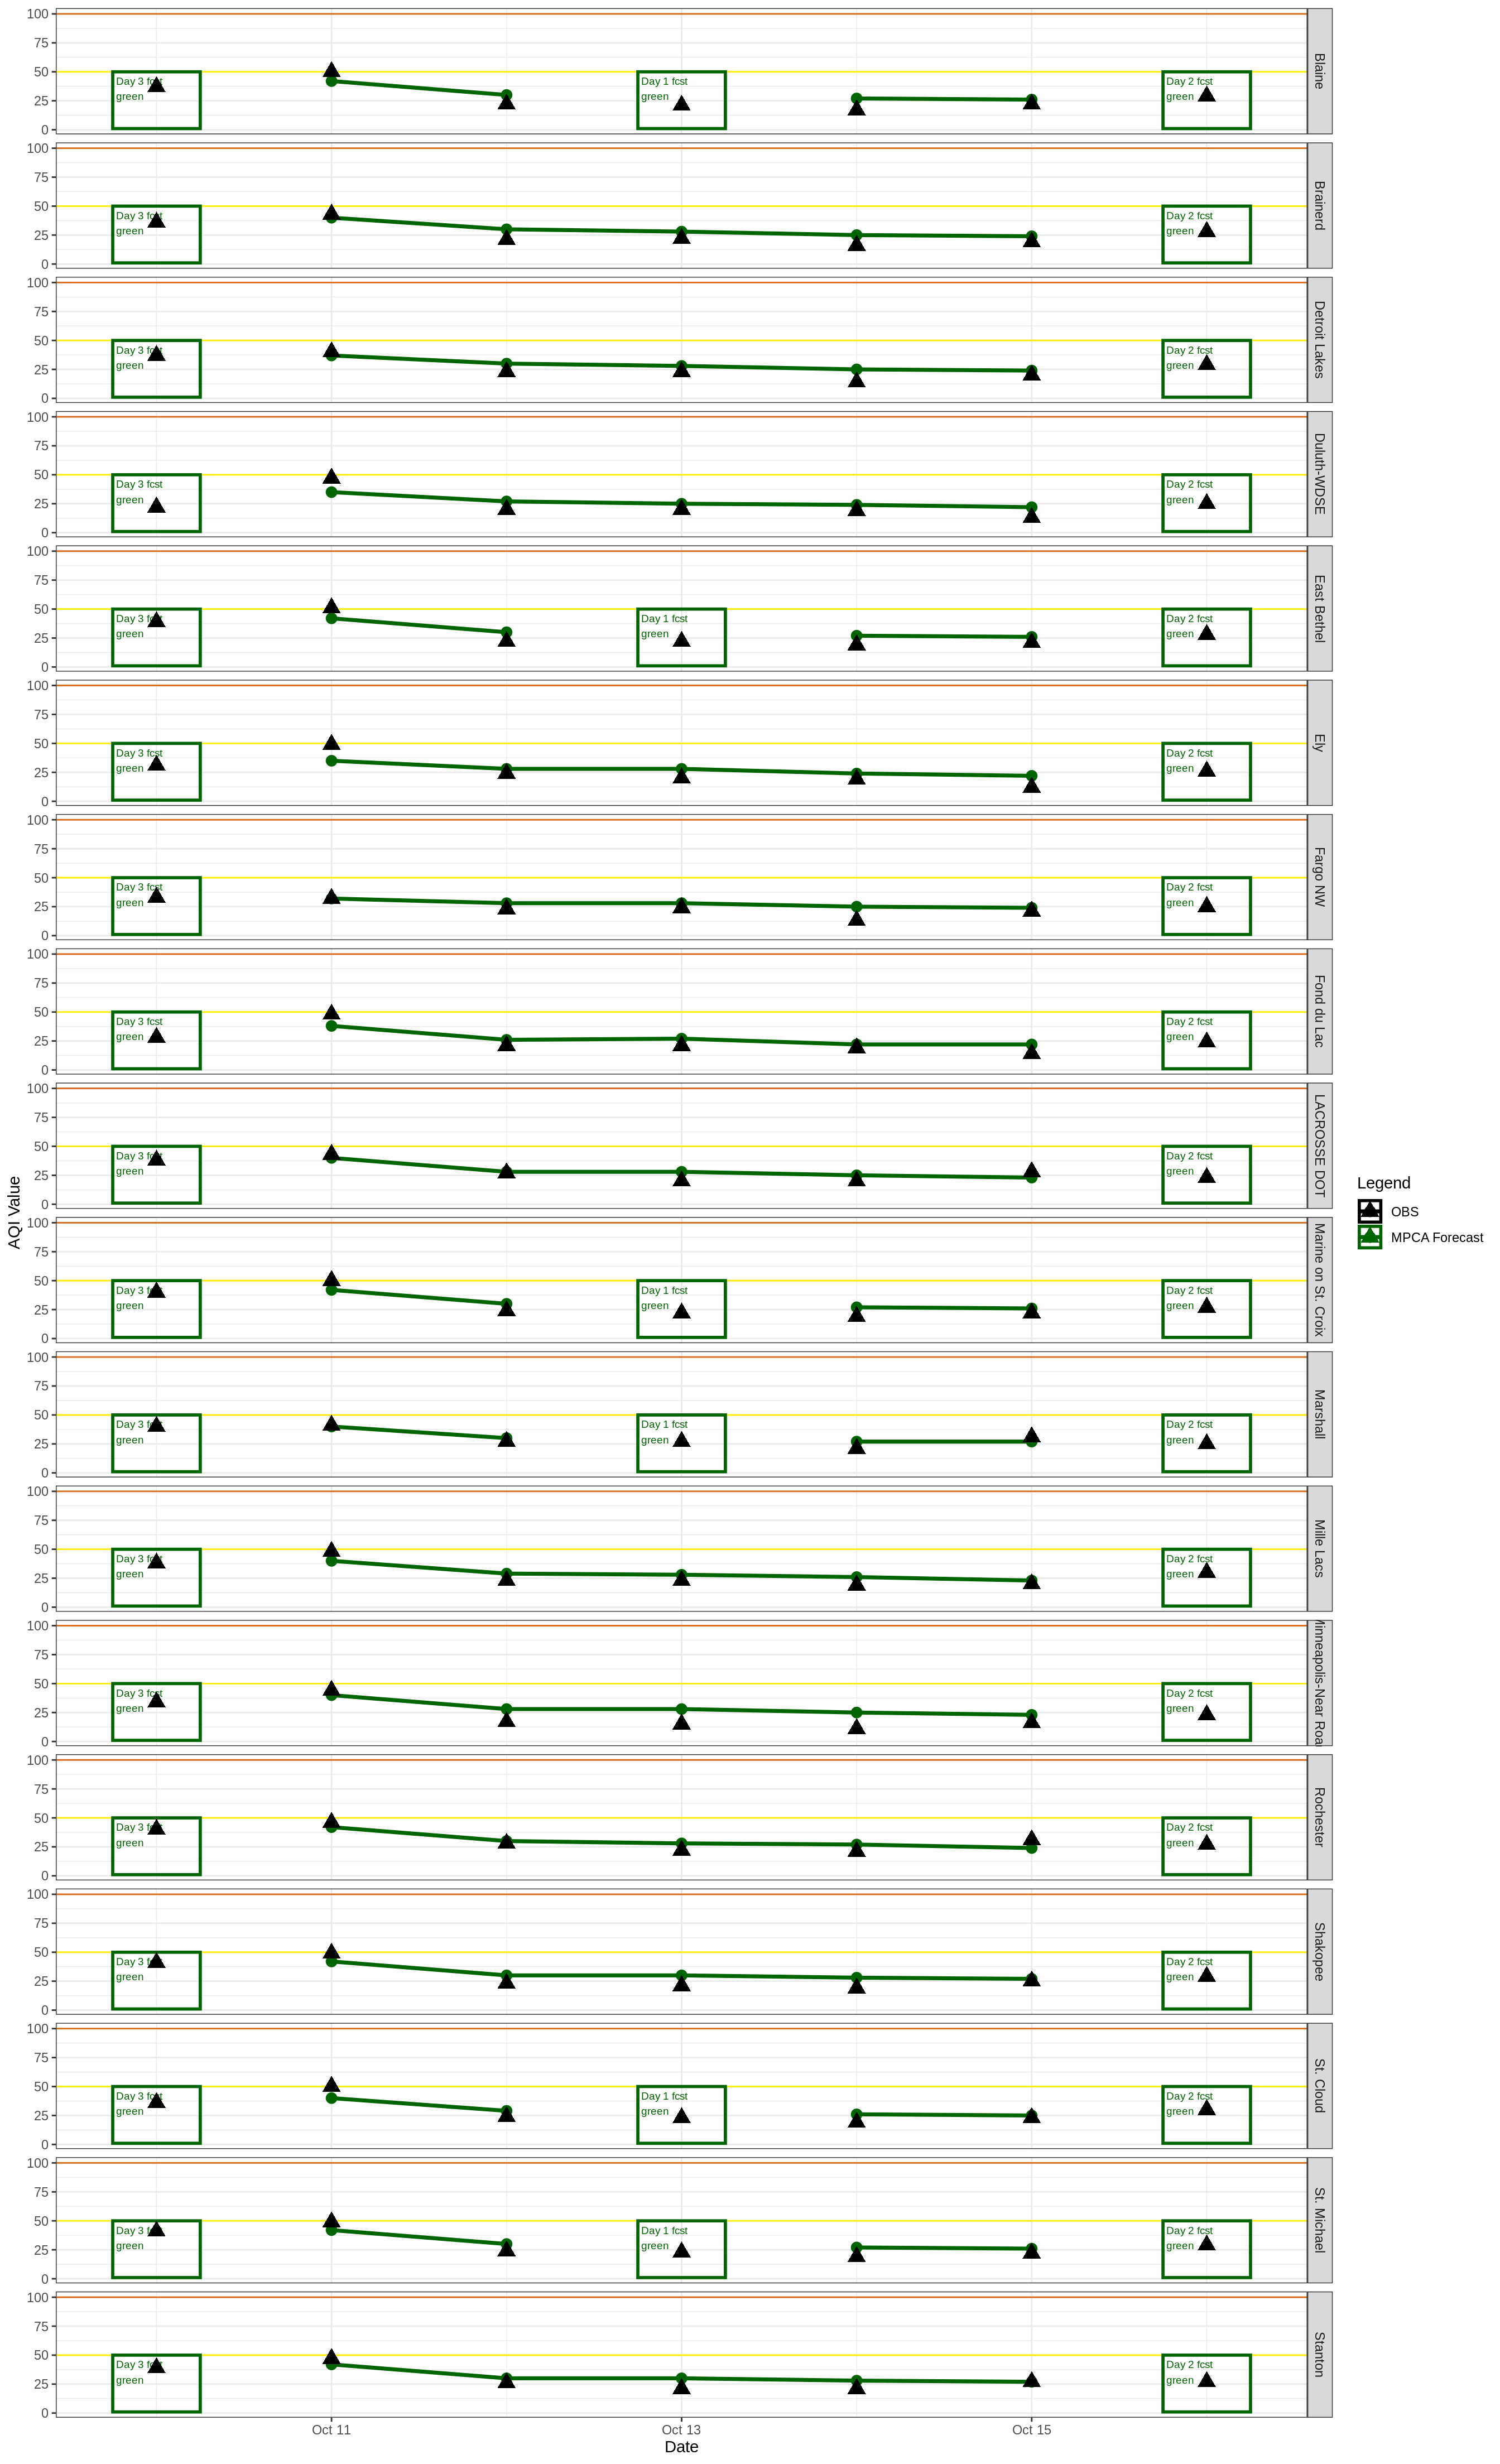 100
75
50
25
0
Day 3 fcst
green
Day 1 fcst
green
Day 2 fcst
green
Blaine
100
75
50
25
0
Day 3 fcst
green
Day 2 fcst
green
Brainerd
100
75
50
25
0
Day 3 fcst
green
Day 2 fcst
green
Detroit Lakes
100
75
50
25
0
Day 3 fcst
green
Day 2 fcst
green
Duluth-WDSE
100
75
50
25
0
Day 3 fcst
green
Day 1 fcst
green
Day 2 fcst
green
East Bethel
100
75
50
25
0
Day 3 fcst
green
Day 2 fcst
green
Ely
100
75
50
25
0
Day 3 fcst
green
Day 2 fcst
green
Fargo NW
100
75
50
25
0
Day 3 fcst
green
Day 2 fcst
green
Fond du Lac
100
75
50
25
0
Day 3 fcst
green
Day 2 fcst
green
LACROSSE DOT
AQI Value
Legend
OBS
MPCA Forecast
100
75
50
25
0
Day 3 fcst
green
Day 1 fcst
green
Day 2 fcst
green
Marine on St. Croix
100
75
50
25
0
Day 3 fcst
green
Day 1 fcst
green
Day 2 fcst
green
Marshall
100
75
50
25
0
Day 3 fcst
green
Day 2 fcst
green
Mille Lacs
100
75
50
25
0
Day 3 fcst
green
Day 2 fcst
green
Minneapolis-Near Road
100
75
50
25
0
Day 3 fcst
green
Day 2 fcst
green
Rochester
100
75
50
25
0
Day 3 fcst
green
Day 2 fcst
green
Shakopee
100
75
50
25
0
Day 3 fcst
green
Day 1 fcst
green
Day 2 fcst
green
St. Cloud
100
75
50
25
0
Day 3 fcst
green
Day 1 fcst
green
Day 2 fcst
green
St. Michael
100
75
50
25
0
Day 3 fcst
green
Day 2 fcst
green
Stanton
Oct 11
Oct 13
Oct 15
Date